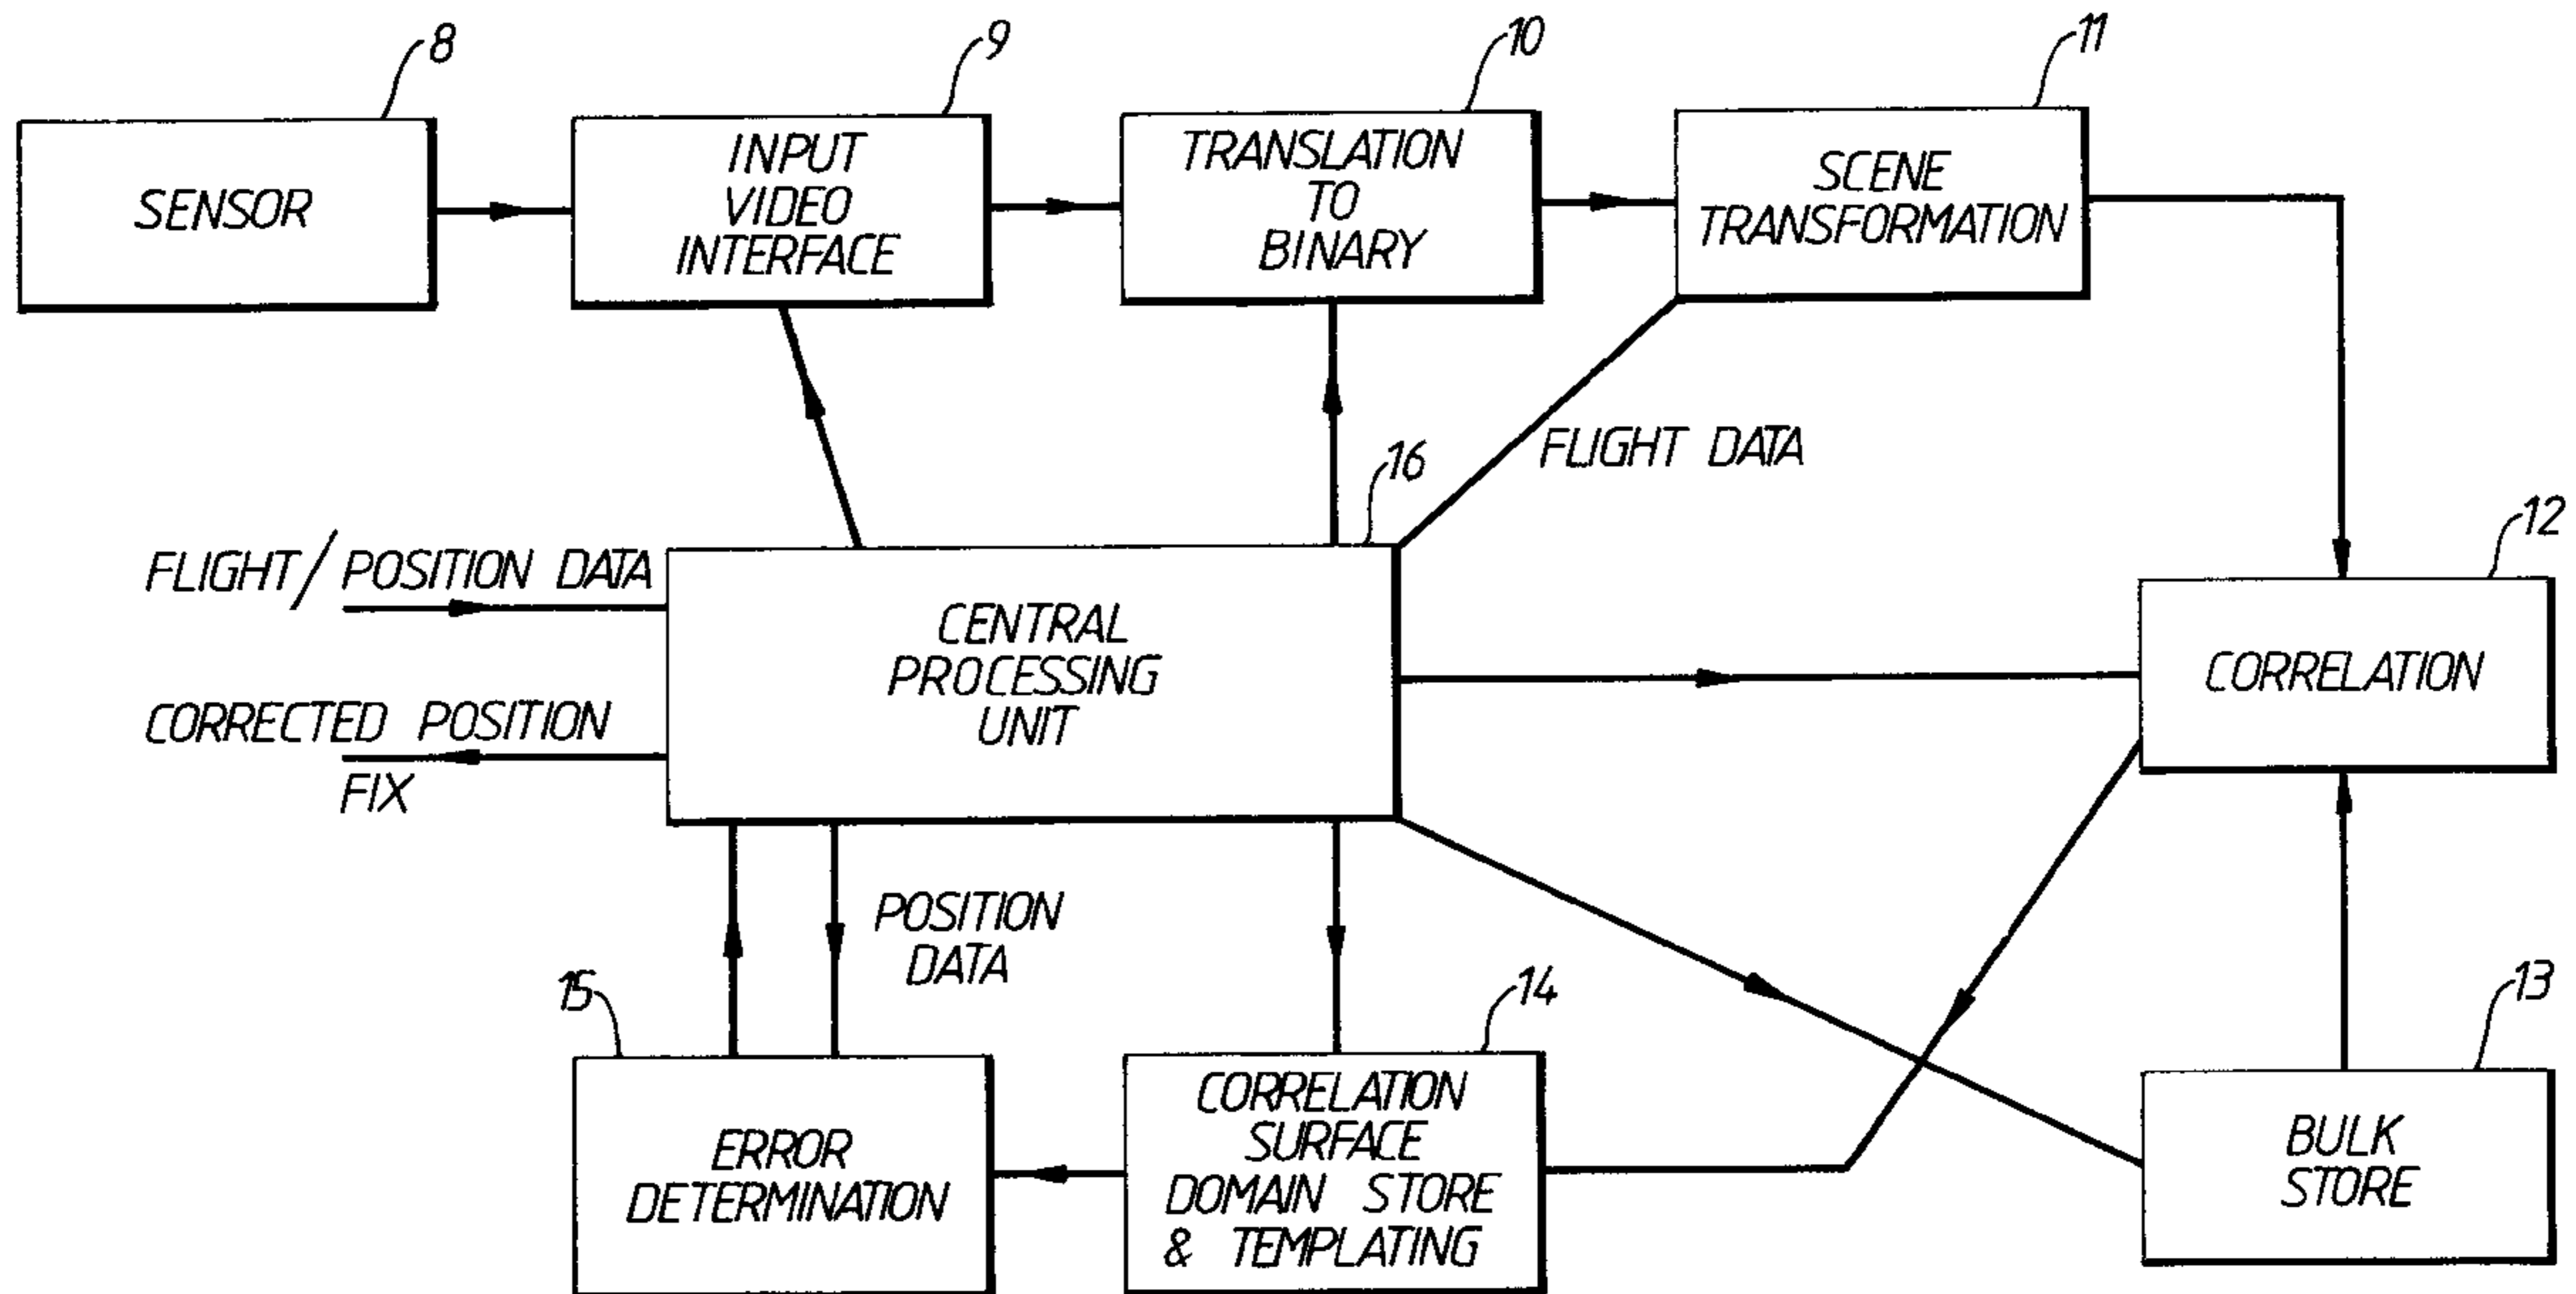 8
9
10
11
SENSOR
INPUT
VIDEO
INTERFACE
TRANSLATION
TO
BINARY
SCENE
TRANSFORMATION
FLIGHT DATA
16
12
FLIGHT/POSITION DATA
CENTRAL
PROCESSING
UNIT
CORRELATION
CORRECTED POSITION
FIX
POSITION
DATA
15
14
13
ERROR
DETERMINATION
CORRELATION
SURFACE
DOMAIN STORE
& TEMPLATING
BULK
STORE